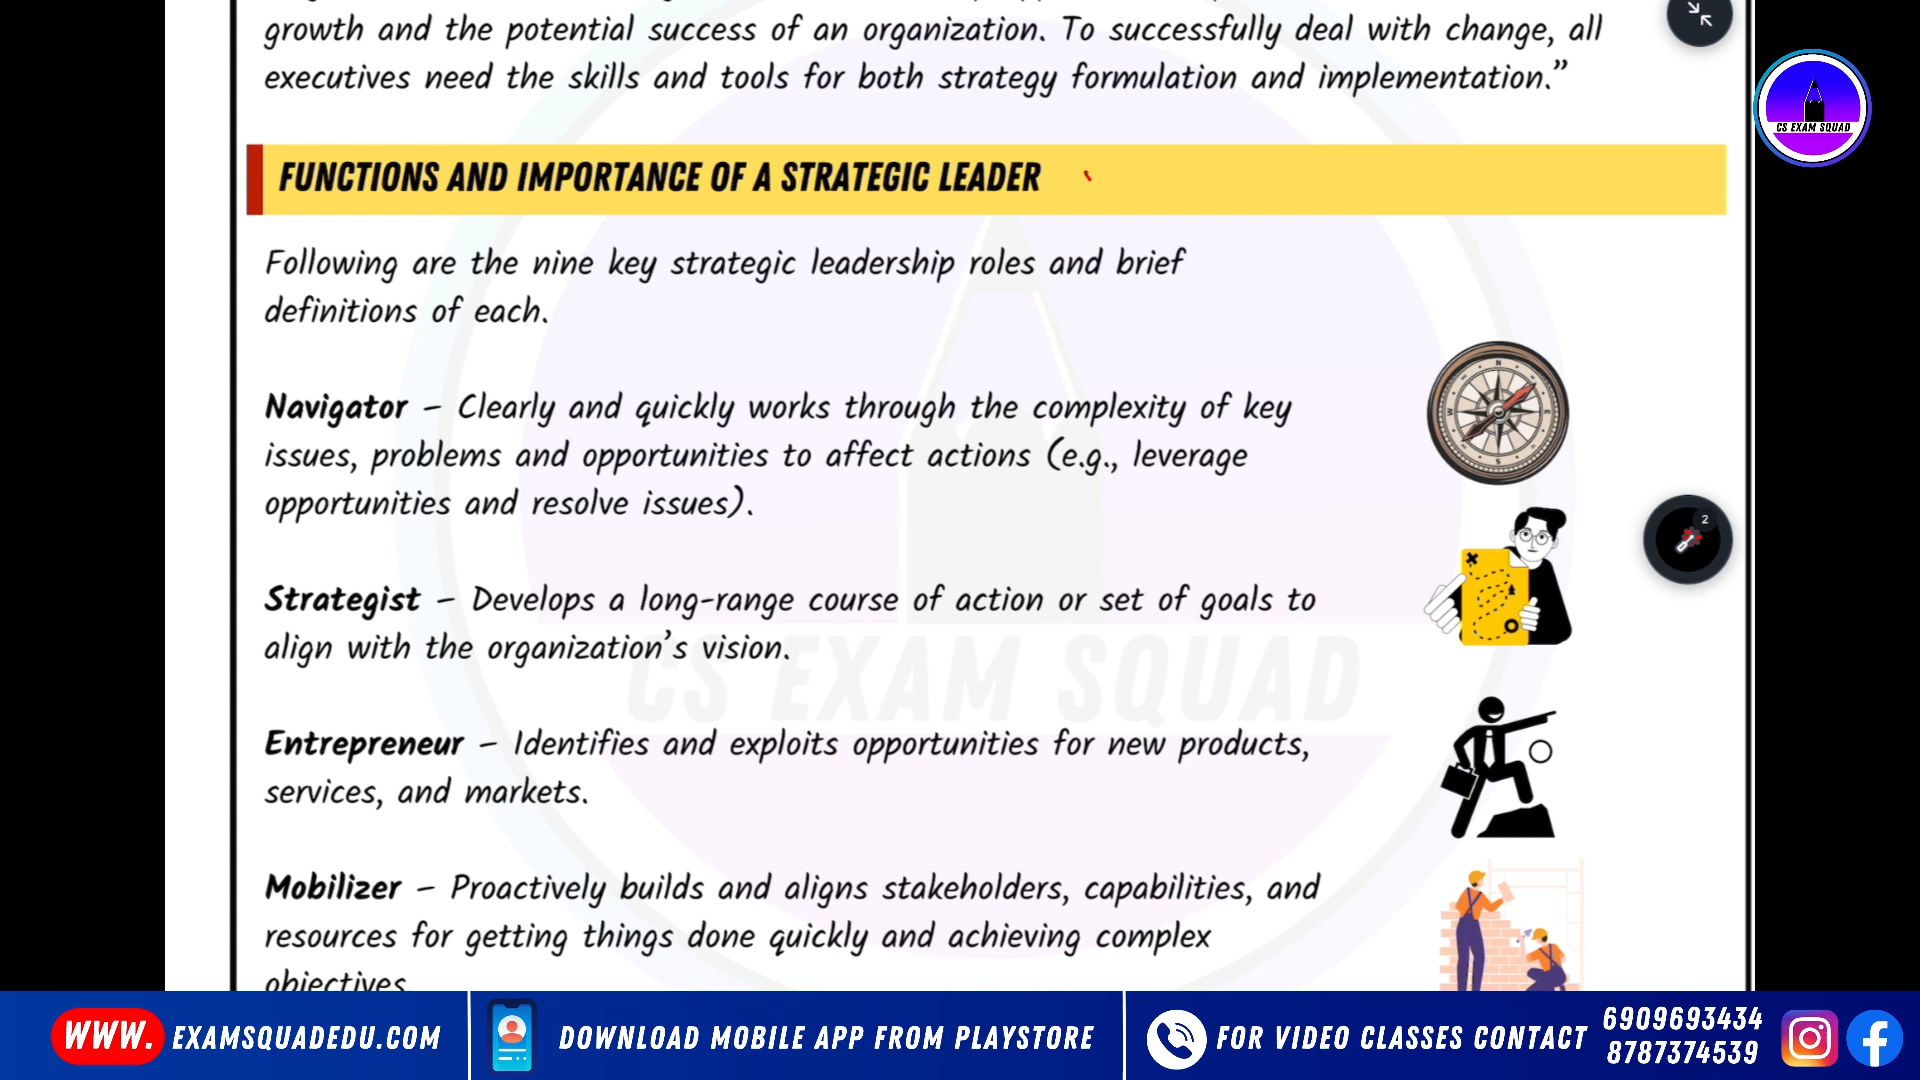 growth and the potential success of an organization. To successfully deal with change, all
executives need the skills and tools for both strategy formulation and implementation.”
CS EXAM SQUAD
FUNCTIONS AND IMPORTANCE OF A STRATEGIC LEADER
Following are the nine key strategic leadership roles and brief
definitions of each.
Navigator – Clearly and quickly works through the complexity of key
issues, problems and opportunities to affect actions (e.g., leverage
opportunities and resolve issues).
2
Strategist – Develops a long-range course of action or set of goals to
align with the organization’s vision.
CS EXAM SQUAD
Entrepreneur – Identifies and exploits opportunities for new products,
services, and markets.
Mobilizer – Proactively builds and aligns stakeholders, capabilities, and
resources for getting things done quickly and achieving complex
objectives.
WWW. EXAMSQUADEDU.COM
DOWNLOAD MOBILE APP FROM PLAYSTORE
FOR VIDEO CLASSES CONTACT
6909693434
8787374539